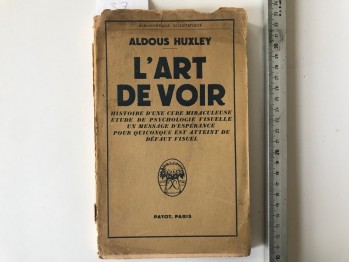 BIBLIOTHÈQUE SCIENTIFIQUE
ALDOUS HUXLEY
L'ART
DE VOIR
HISTOIRE D'UNE CURE MIRACULEUSE
ETUDE DE PSYCHOLOGIE VISUELLE
UN MESSAGE D'ESPÉRANCE
POUR QUICONQUE EST ATTEINT DE
DÉFAUT VISUEL
PAYOT, PARIS